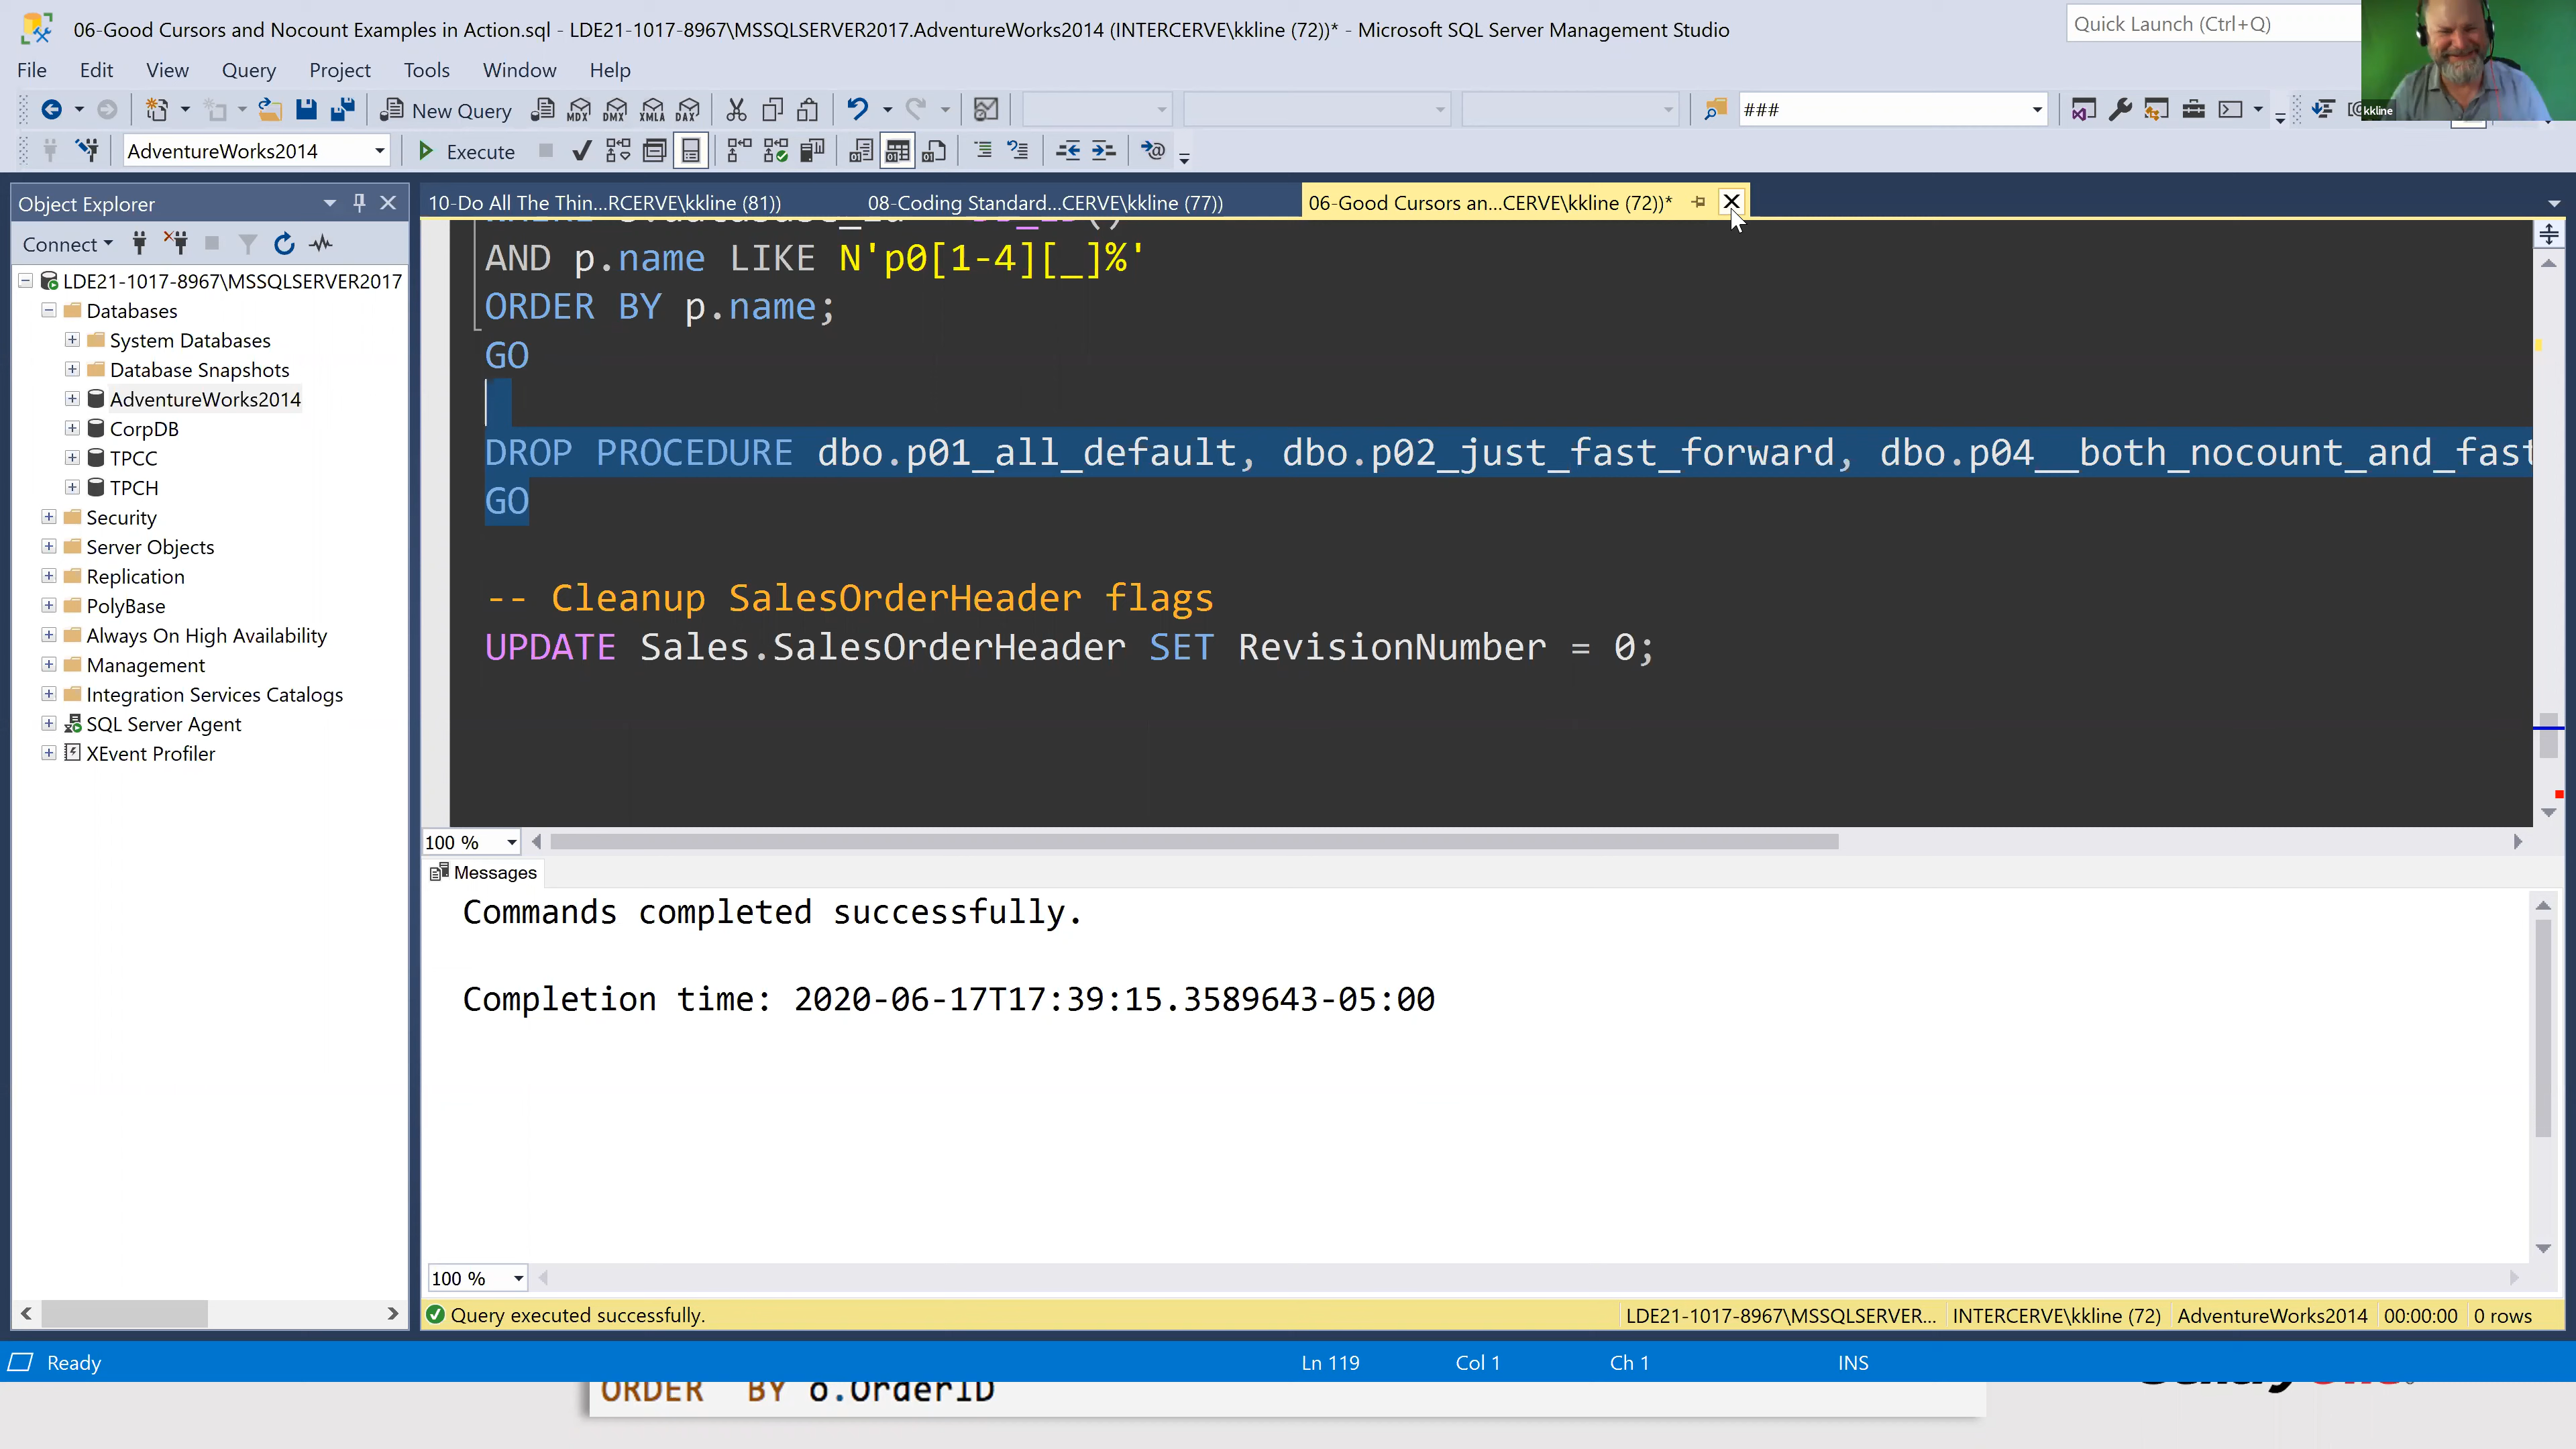 06-Good Cursors and Nocount Examples in Action.sql - LDE21-1017-8967\MSSQLSERVER2017.AdventureWorks2014 (INTERCERVE\kkline (72))* - Microsoft SQL Server Management Studio
Quick Launch (Ctrl+Q)
File Edit View Query Project Tools Window Help
New Query
MDX DMX XMLA DAX
###
kkline
AdventureWorks2014
Execute
Object Explorer
10-Do All The Thin...RCERVE\kkline (81))
08-Coding Standard...CERVE\kkline (77))
06-Good Cursors an...CERVE\kkline (72))*
Connect
LDE21-1017-8967\MSSQLSERVER2017
Databases
System Databases
Database Snapshots
AdventureWorks2014
CorpDB
TPCC
TPCH
Security
Server Objects
Replication
PolyBase
Always On High Availability
Management
Integration Services Catalogs
SQL Server Agent
XEvent Profiler
AND p.name LIKE N'p0[1-4][_]%'
ORDER BY p.name;
GO
DROP PROCEDURE dbo.p01_all_default, dbo.p02_just_fast_forward, dbo.p04__both_nocount_and_fast
GO
-- Cleanup SalesOrderHeader flags
UPDATE Sales.SalesOrderHeader SET RevisionNumber = 0;
100 %
Messages
Commands completed successfully.
Completion time: 2020-06-17T17:39:15.3589643-05:00
100 %
Query executed successfully.
LDE21-1017-8967\MSSQLSERVER... INTERCERVE\kkline (72) AdventureWorks2014 00:00:00 0 rows
Ready
Ln 119 Col 1 Ch 1 INS
ORDER BY o.OrderID